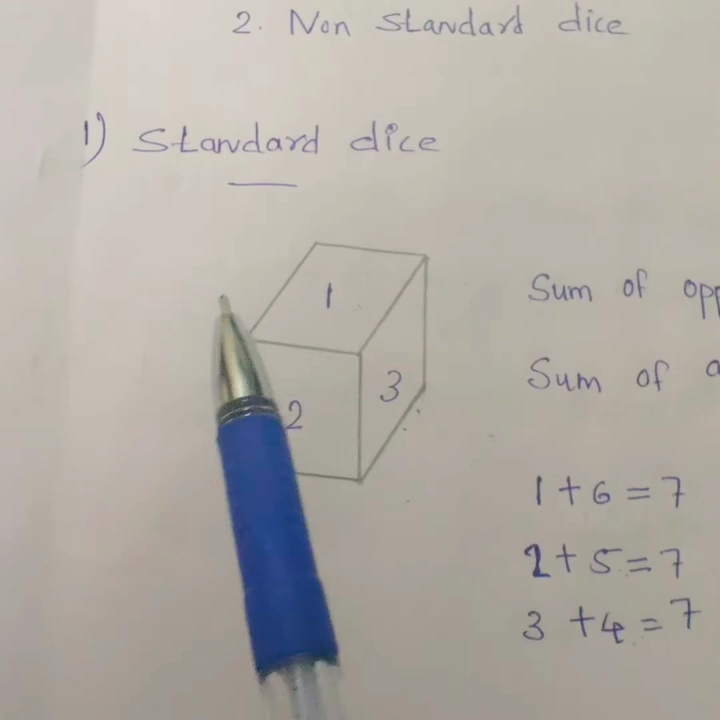 2. Non Standard dice
1) Standard dice
1
2
3
Sum of
Sum of
1+6=7
2+5=7
3+4=7